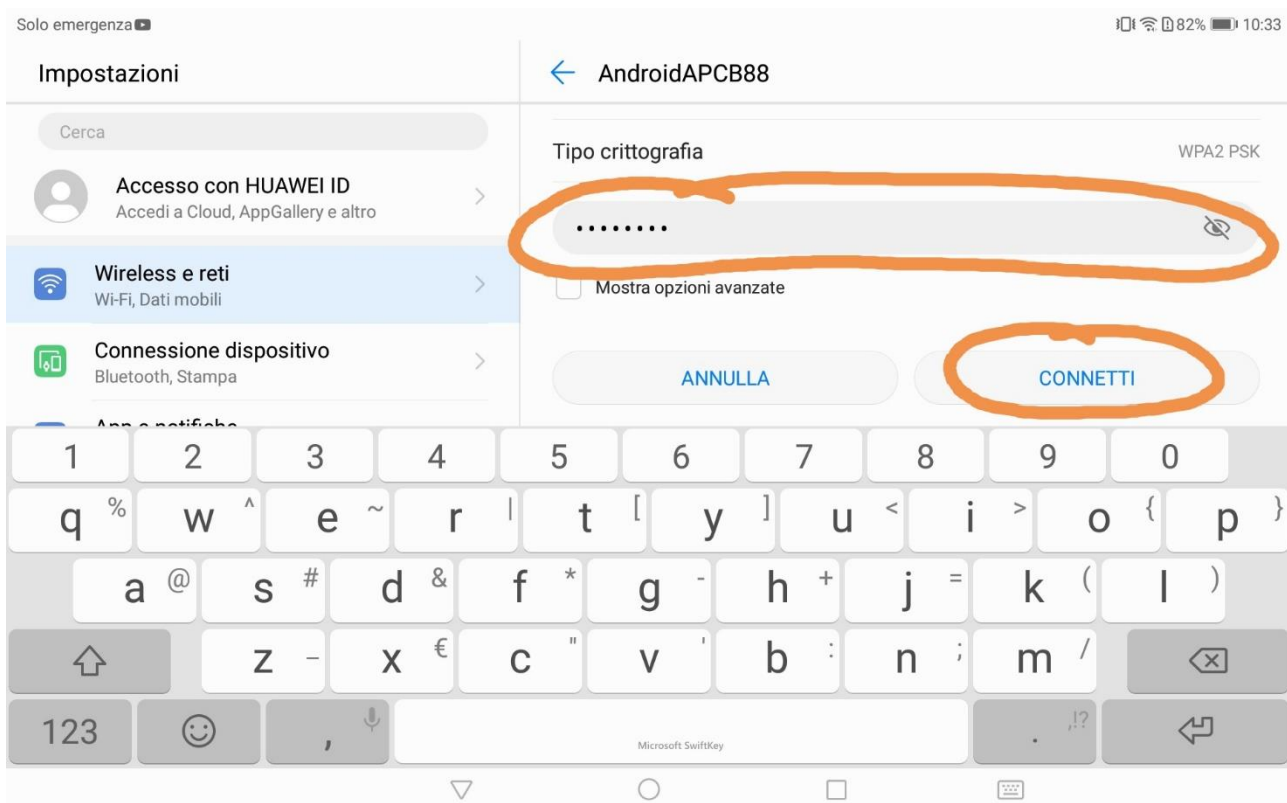 Solo emergenza
82% 10:33
Impostazioni
AndroidAPCB88
Cerca
Accesso con HUAWEI ID
Accedi a Cloud, AppGallery e altro
Wireless e reti
Wi-Fi, Dati mobili
Connessione dispositivo
Bluetooth, Stampa
App e notifiche
Tipo crittografia WPA2 PSK
••••••••
Mostra opzioni avanzate
ANNULLA CONNETTI
1 2 3 4 5 6 7 8 9 0
q % w ^ e ~ r | t [ y ] u < i > o { p }
a @ s # d & f * g - h + j = k ( l )
z _ x € c " v ' b : n ; m /
123 , . ,!?
Microsoft SwiftKey